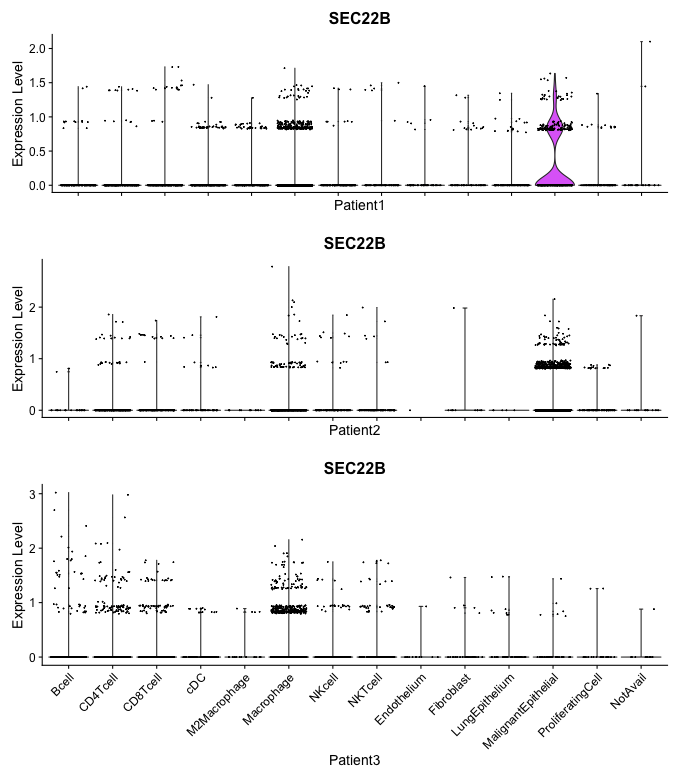 SEC22B
Expression Level
2.0
1.5
1.0
0.5
0.0
Patient1
SEC22B
Expression Level
2
1
0
Patient2
SEC22B
Expression Level
3
2
1
0
Bcell
CD4Tcell
CD8Tcell
cDC
M2Macrophage
Macrophage
NKcell
NKTcell
Endothelium
Fibroblast
LungEpithelium
MalignantEpithelial
ProliferatingCell
NotAvail
Patient3